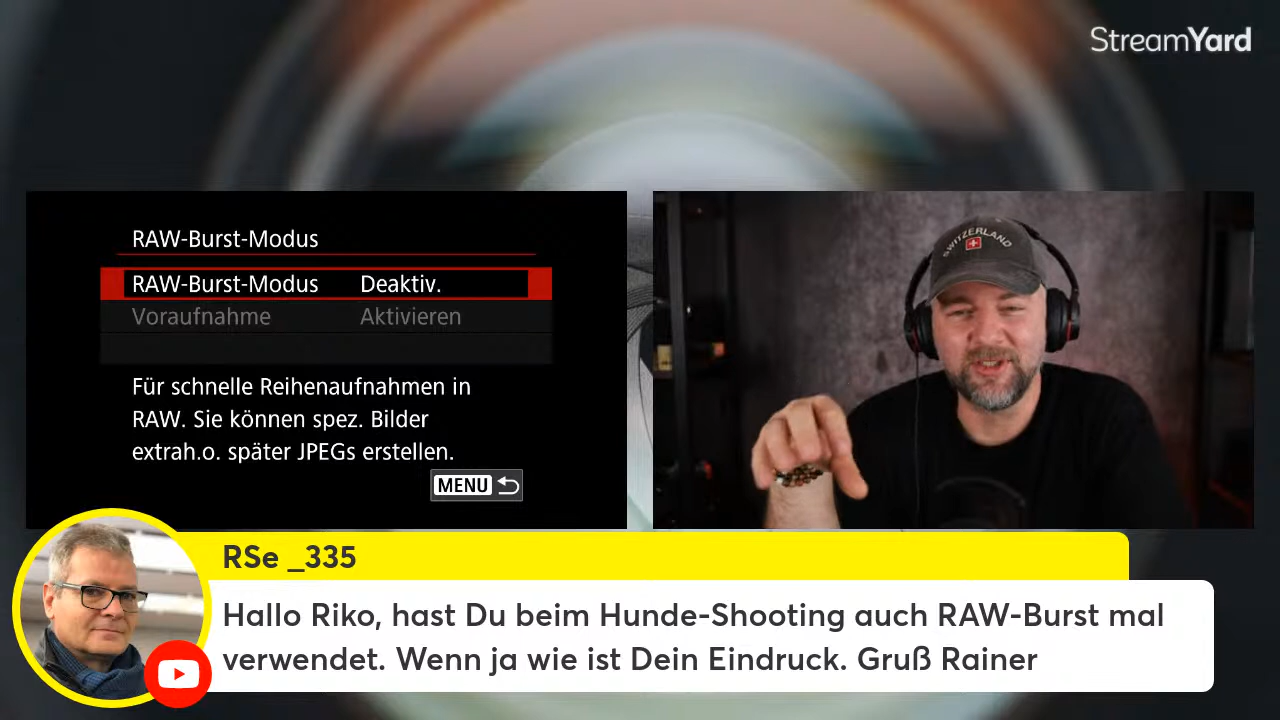 StreamYard
RAW-Burst-Modus
RAW-Burst-Modus Deaktiv.
Voraufnahme Aktivieren
Für schnelle Reihenaufnahmen in
RAW. Sie können spez. Bilder
extrah.o. später JPEGs erstellen.
MENU
SWITZERLAND
RSe _335
Hallo Riko, hast Du beim Hunde-Shooting auch RAW-Burst mal
verwendet. Wenn ja wie ist Dein Eindruck. Gruß Rainer